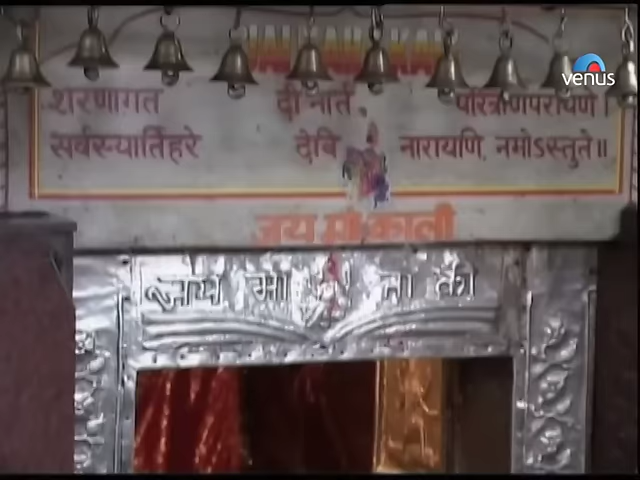 venus
शरणागत दीनार्त परित्राणपरायणे।
सर्वस्यार्तिहरे देबि नारायणि नमोऽस्तुते॥
जय माँ काली
जय माँ